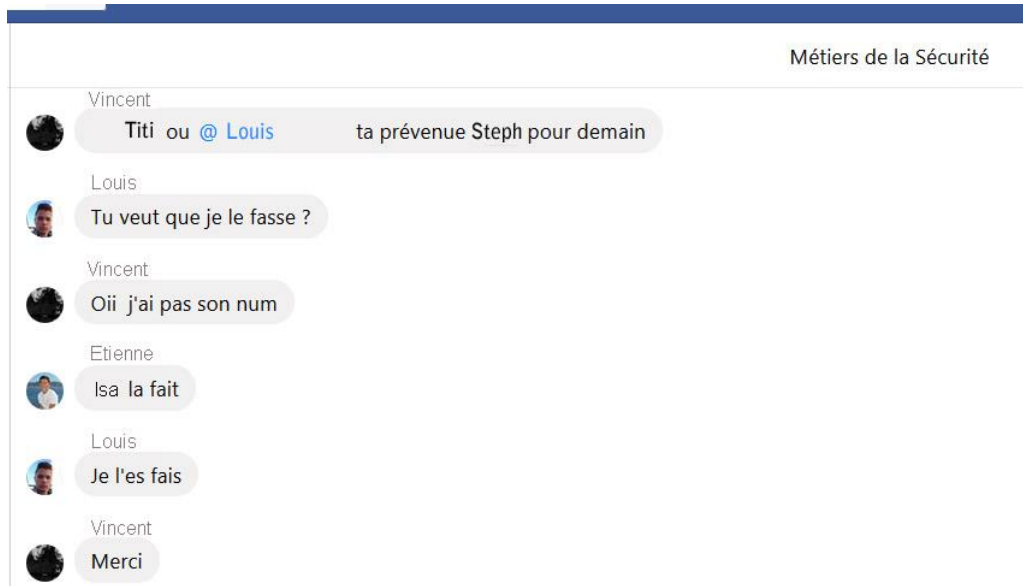 Métiers de la Sécurité
Vincent
Titi ou @ Louis ta prévenue Steph pour demain
Louis
Tu veut que je le fasse ?
Vincent
Oii j'ai pas son num
Etienne
Isa la fait
Louis
Je l'es fais
Vincent
Merci